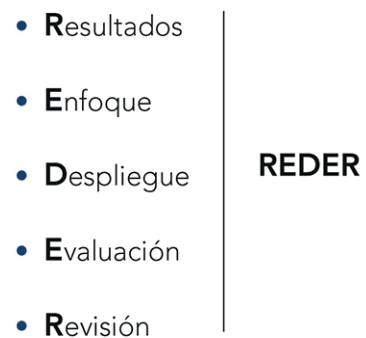 • Resultados
• Enfoque
• Despliegue
• Evaluación
• Revisión
REDER